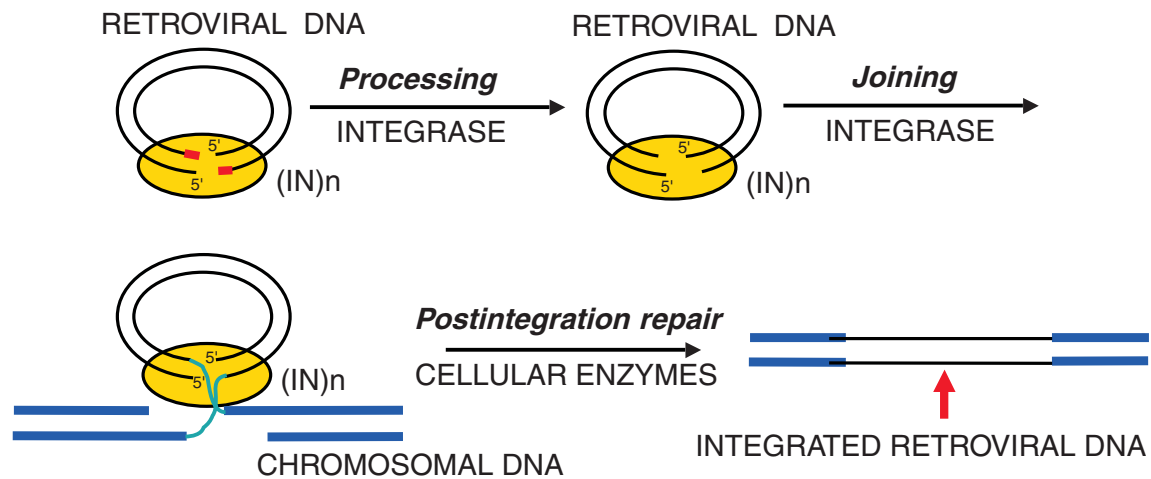 RETROVIRAL DNA
RETROVIRAL DNA
Processing
Joining
INTEGRASE
INTEGRASE
5'
5'
(IN)n
5'
5'
(IN)n
Postintegration repair
CELLULAR ENZYMES
5'
5'
(IN)n
CHROMOSOMAL DNA
INTEGRATED RETROVIRAL DNA